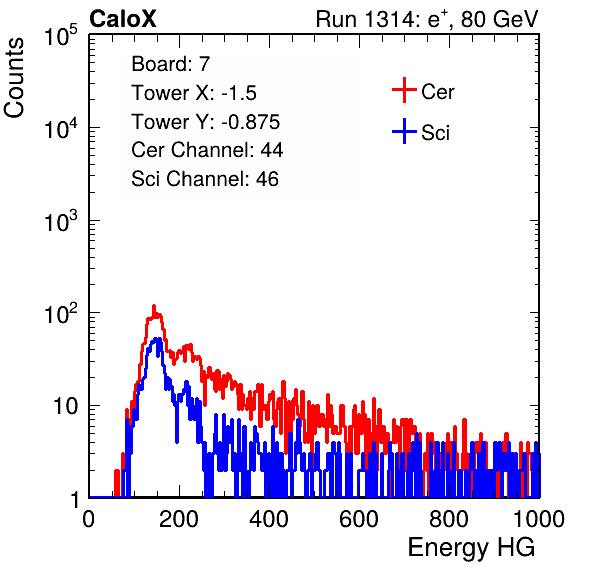 CaloX Run 1314: e⁺, 80 GeV
Counts
10⁵
10⁴
10³
10²
10
1
Board: 7
Tower X: -1.5
Tower Y: -0.875
Cer Channel: 44
Sci Channel: 46
Cer
Sci
0 200 400 600 800 1000
Energy HG